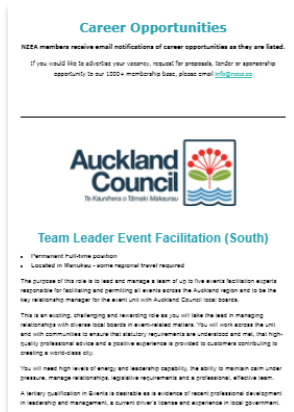 Career Opportunities
NZEA members receive email notifications of career opportunities as they are listed.
If you would like to advertise your vacancy, request for proposals, tender or sponsorship
opportunity to our 1000+ membership base, please email info@nzea.co
Auckland
Council
Te Kaunihera o Tāmaki Makaurau
Team Leader Event Facilitation (South)
• Permanent Full-time position
• Located in Manukau - some regional travel required
The purpose of this role is to lead and manage a team of up to five events facilitation experts
responsible for facilitating and permitting all events across the Auckland region and to be the
key relationship manager for the event unit with Auckland Council local boards.
This is an exciting, challenging and rewarding role as you will take the lead in managing
relationships with diverse local boards in event-related matters. You will work across the unit
and with communities to ensure that statutory requirements are understood and met, that high-
quality professional advice and a positive experience is provided to customers contributing to
creating a world-class city.
You will need high levels of energy and leadership capability, the ability to maintain calm under
pressure, manage relationships, legislative requirements and a professional, effective team.
A tertiary qualification in Events is desirable as is evidence of recent professional development
in leadership and management, a current driver's license and experience in local government.